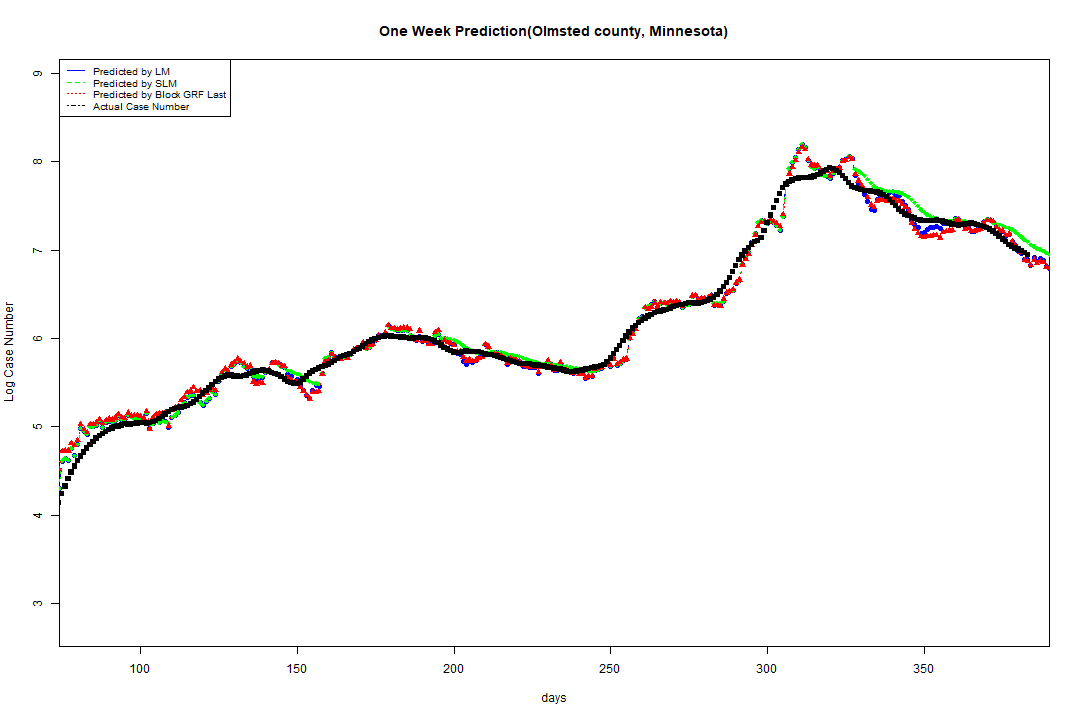 One Week Prediction(Olmsted county, Minnesota)
Predicted by LM
Predicted by SLM
Predicted by Block GRF Last
Actual Case Number
9
8
7
6
5
4
3
Log Case Number
100 150 200 250 300 350
days